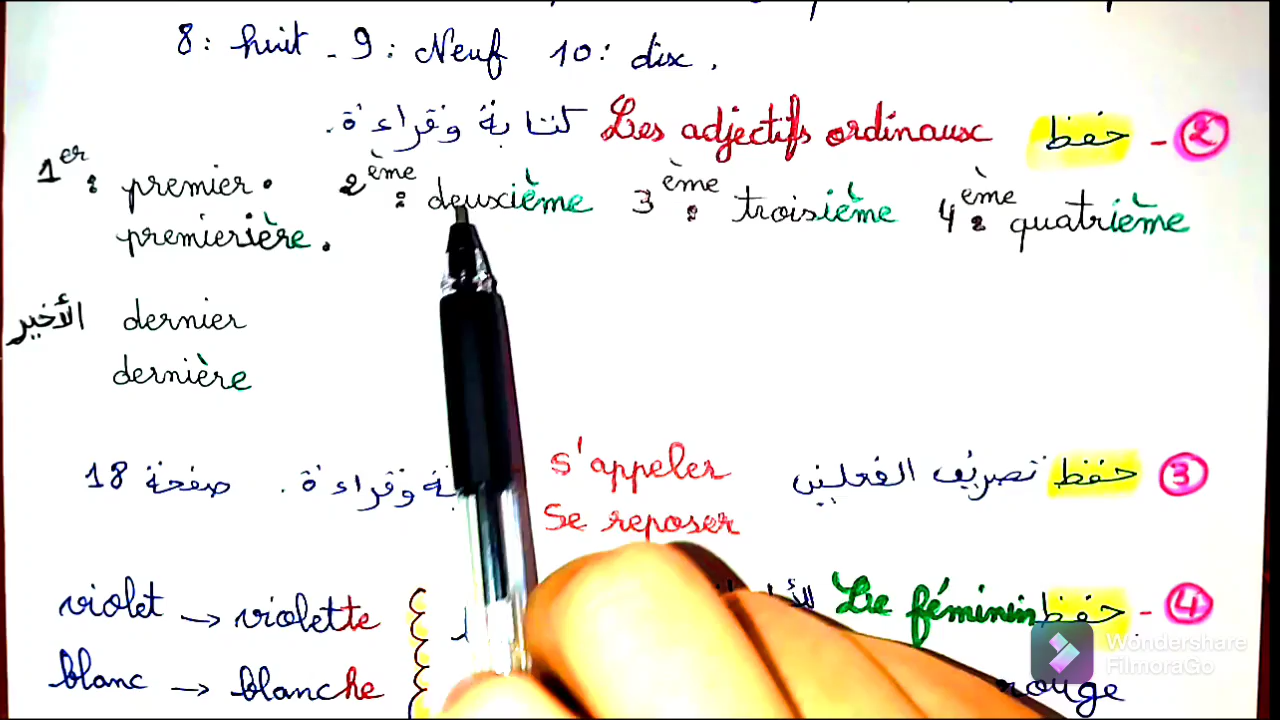 8 : huit - 9 : Neuf 10 : dix .
② - حفظ Les adjectifs ordinaux كتابة وقراءة .
1er : premier . 2ème : deuxième 3ème : troisième 4ème : quatrième
premierière .
الأخير dernier
dernière
③ حفظ تصريف الفعلين s'appeler وقراءة . صفحة 18
Se reposer
④ - حفظ Le féminin
violet → violette
blanc → blanche
rouge
Wondershare
FilmoraGo